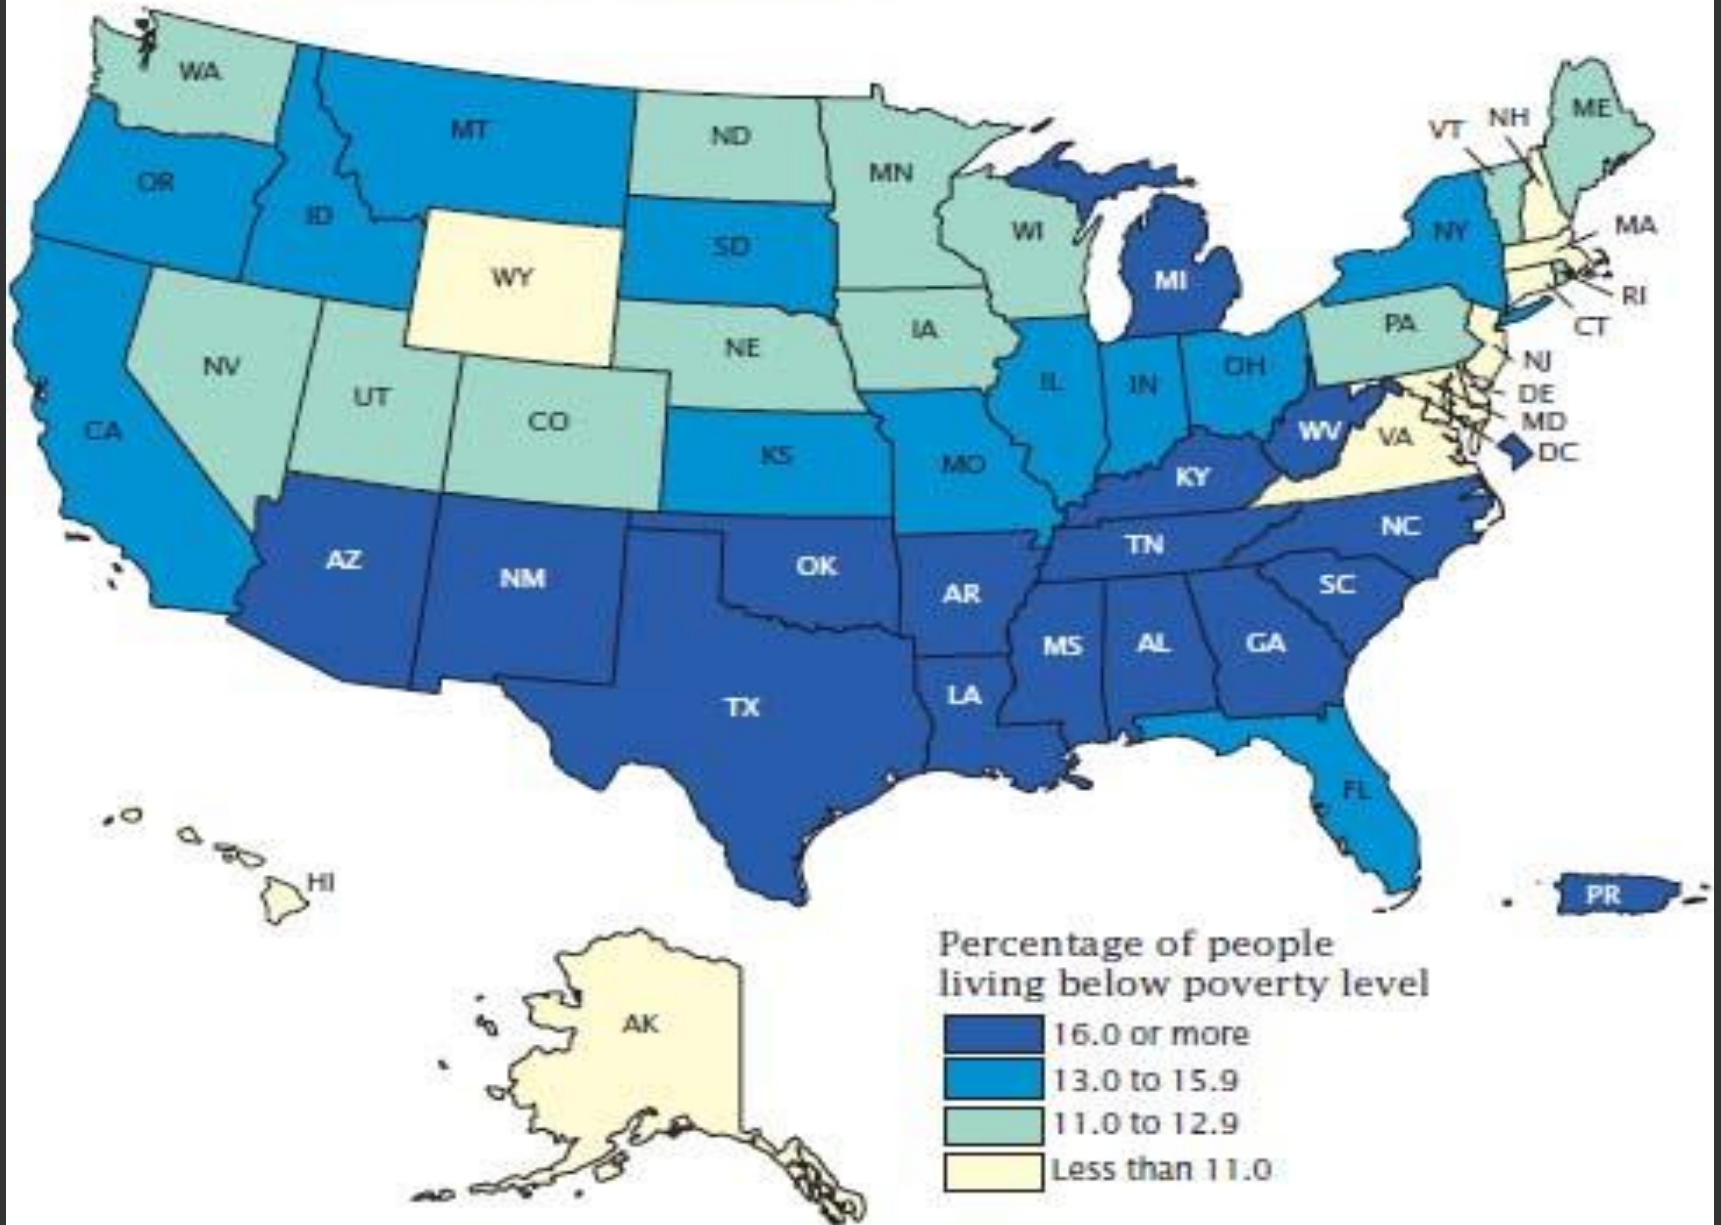 WA
MT
ND
MN
OR
ID
SD
WI
MI
WY
VT
NH
ME
NY
MA
RI
CT
NV
UT
CO
NE
IA
PA
NJ
DE
MD
DC
CA
KS
MO
IL
IN
OH
WV
VA
KY
AZ
NM
OK
AR
TN
NC
SC
TX
LA
MS
AL
GA
FL
HI
AK
PR
Percentage of people
living below poverty level
16.0 or more
13.0 to 15.9
11.0 to 12.9
Less than 11.0